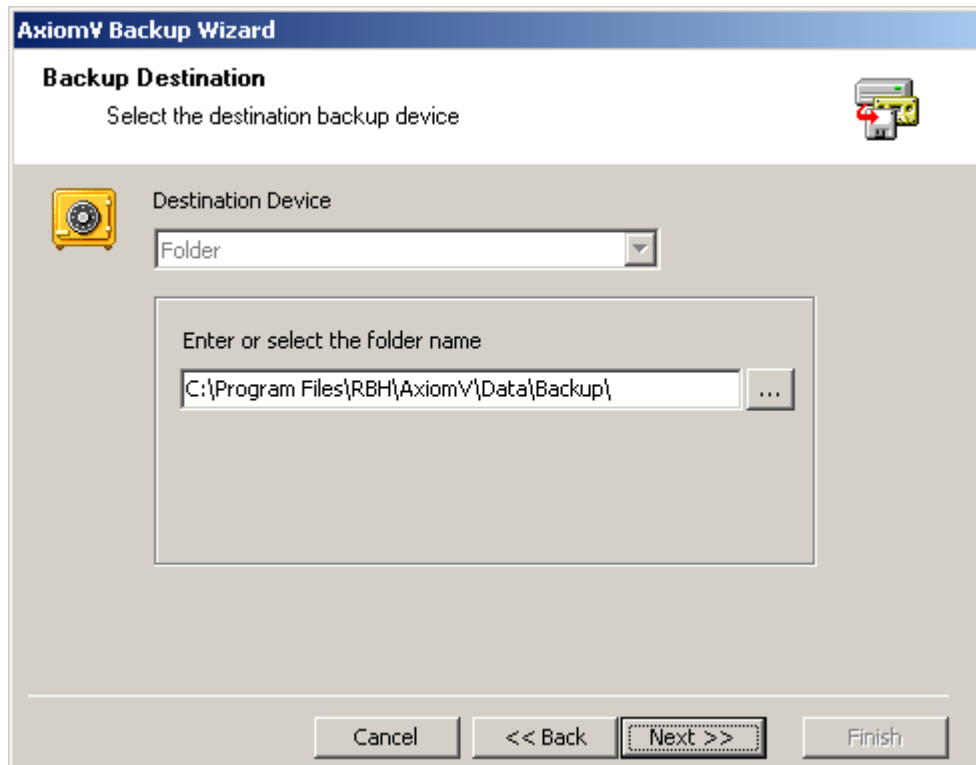 AxiomV Backup Wizard
Backup Destination
Select the destination backup device
Destination Device
Folder
Enter or select the folder name
C:\Program Files\RBH\AxiomV\Data\Backup\
...
Cancel
<< Back
Next >>
Finish